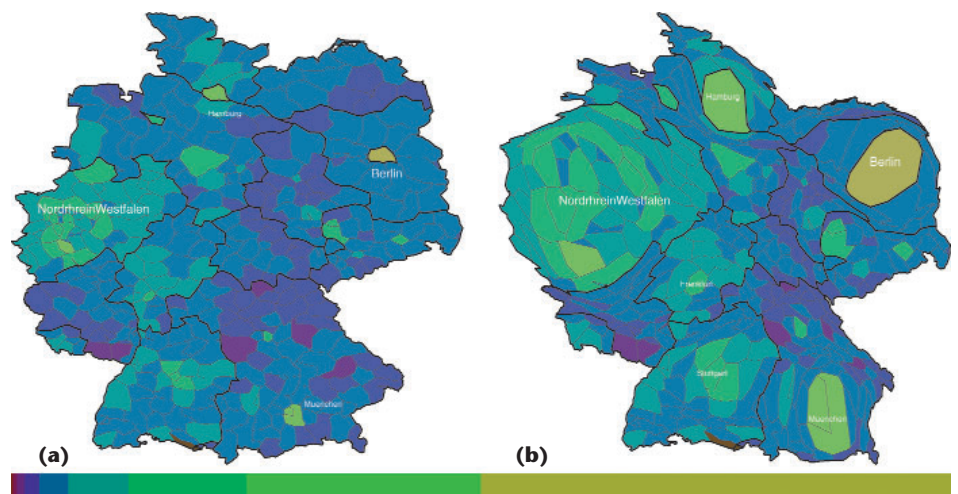 Hamburg
Berlin
NordrheinWestfalen
Muenchen
(a)
Hamburg
Berlin
NordrheinWestfalen
Frankfurt
Stuttgart
Muenchen
(b)